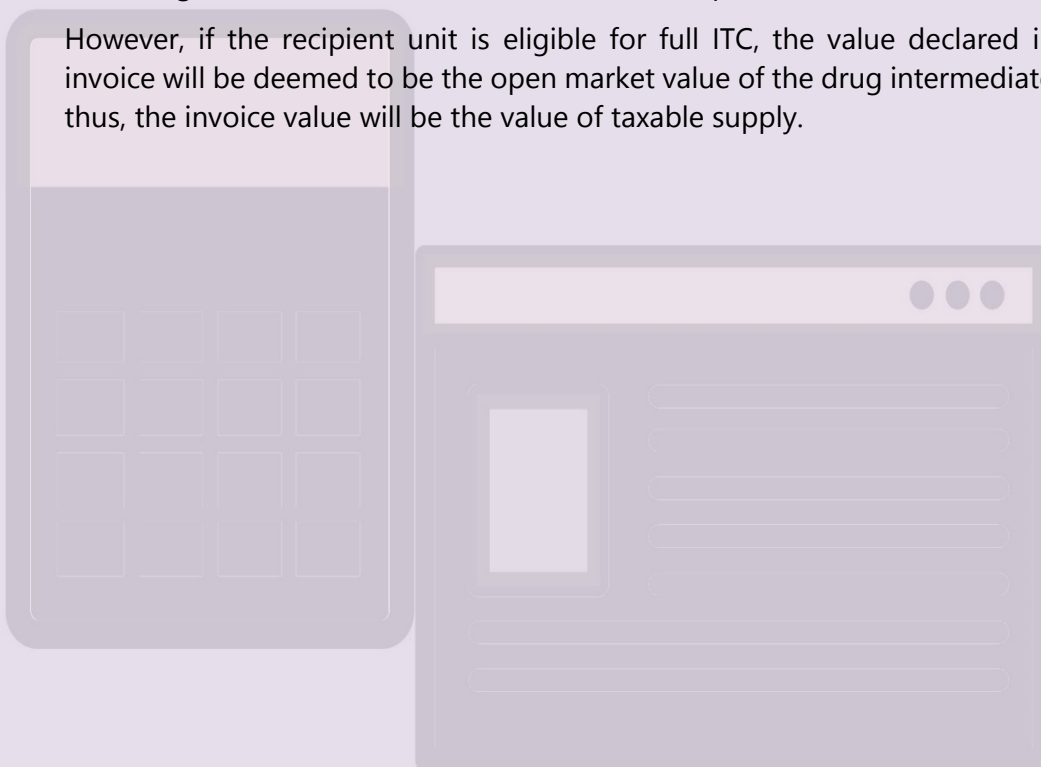 However, if the recipient unit is eligible for full ITC, the value declared i
invoice will be deemed to be the open market value of the drug intermediate
thus, the invoice value will be the value of taxable supply.